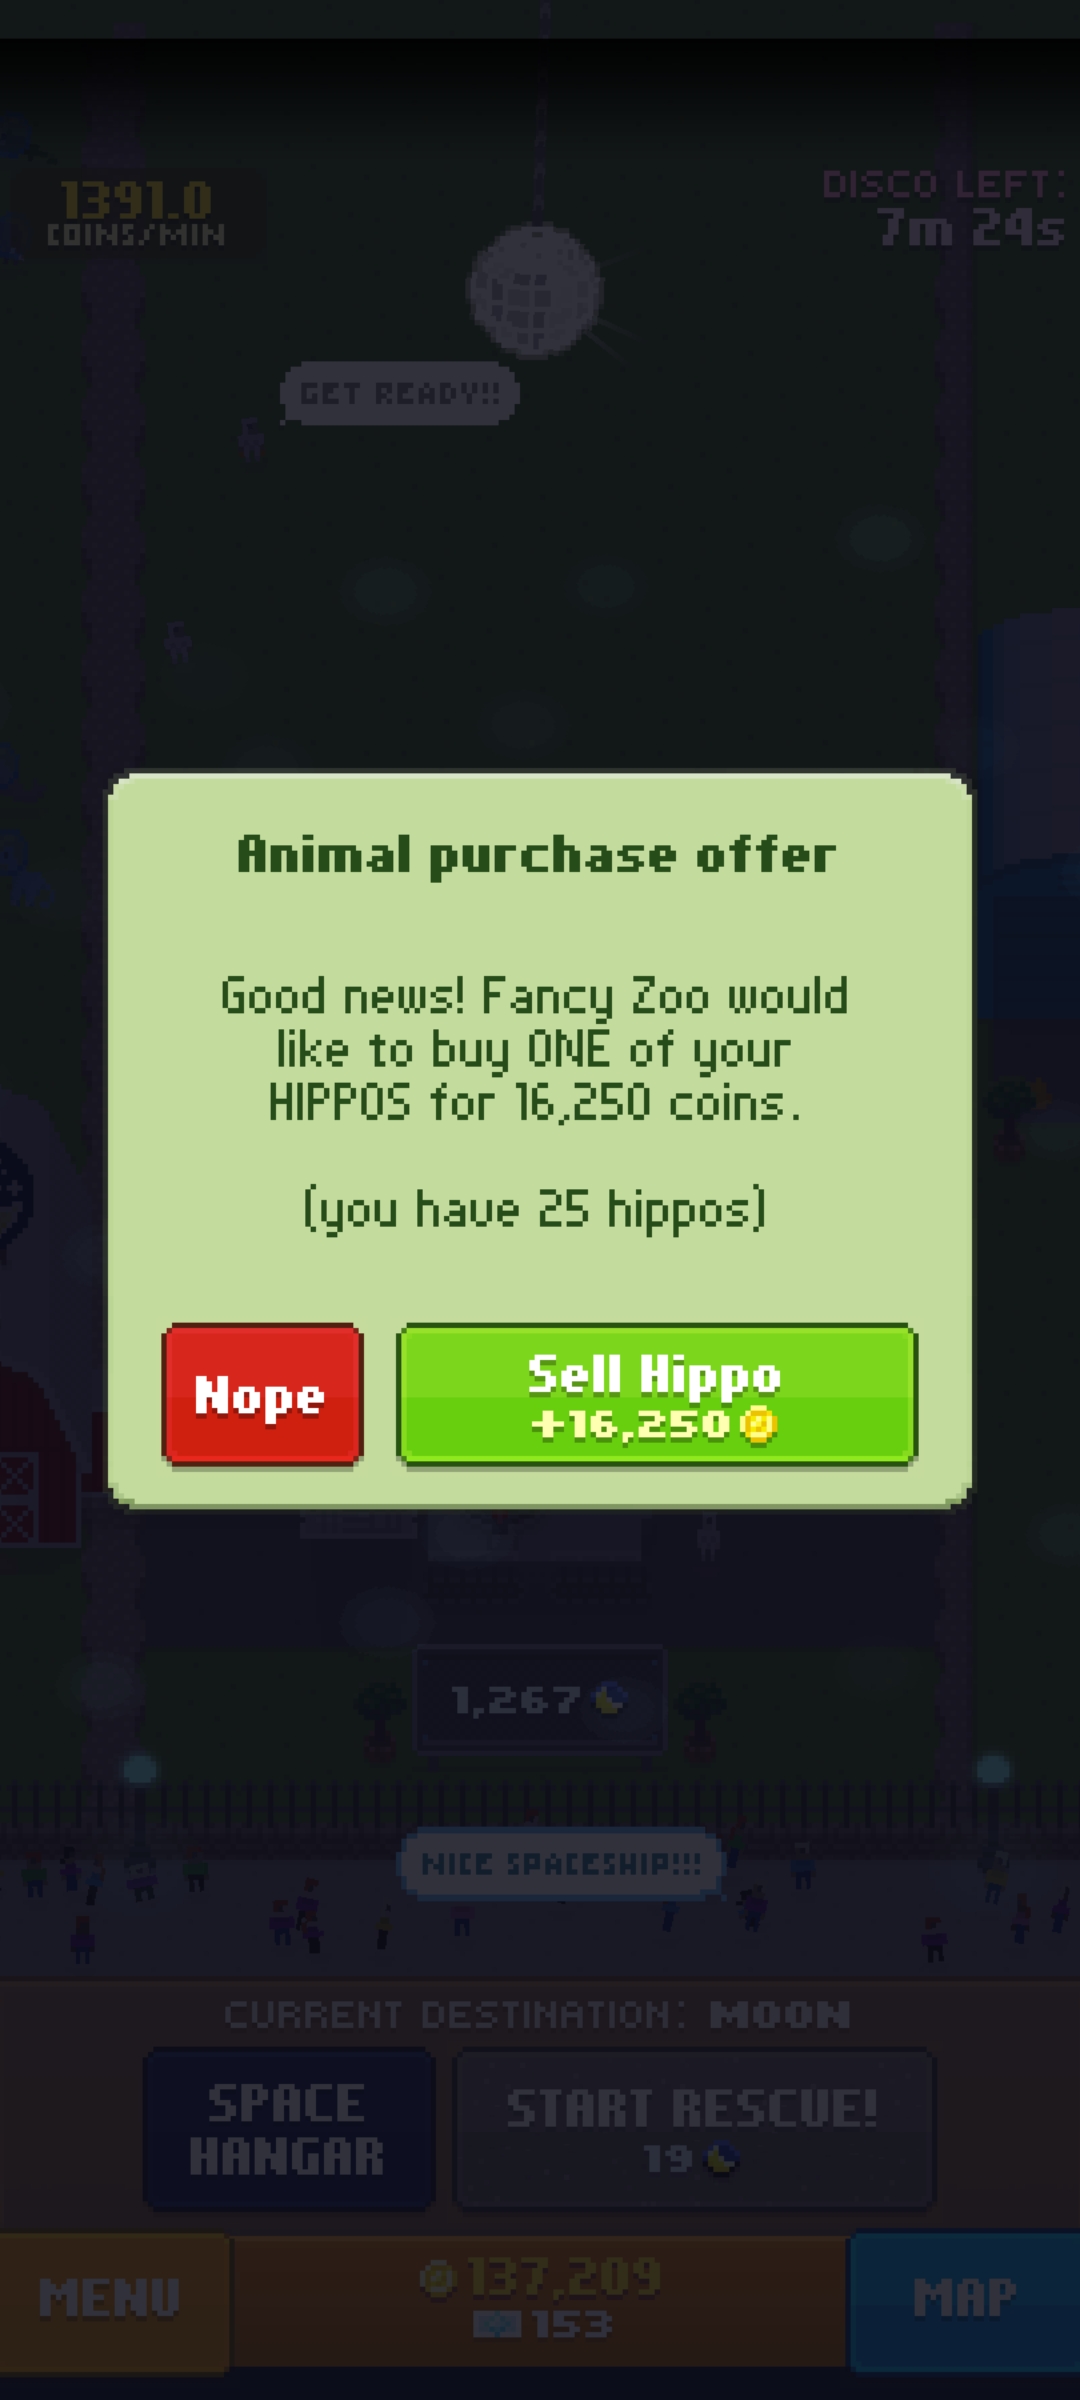 1391.0
COINS/MIN
DISCO LEFT:
7m 24s
GET READY!!
Animal purchase offer
Good news! Fancy Zoo would
like to buy ONE of your
HIPPOS for 16,250 coins.
(you have 25 hippos)
Nope
Sell Hippo
+16,250
1,267
NICE SPACESHIP!!!
CURRENT DESTINATION: MOON
SPACE
HANGAR
START RESCUE!
19
MENU
137,209
153
MAP